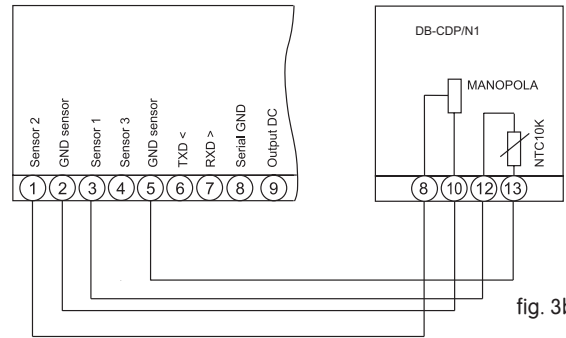 DB-CDP/N1
MANOPOLA
NTC10K
Sensor 2
GND sensor
Sensor 1
Sensor 3
GND sensor
TXD <
RXD >
Serial GND
Output DC
1 2 3 4 5 6 7 8 9
8 10 12 13
fig. 3b